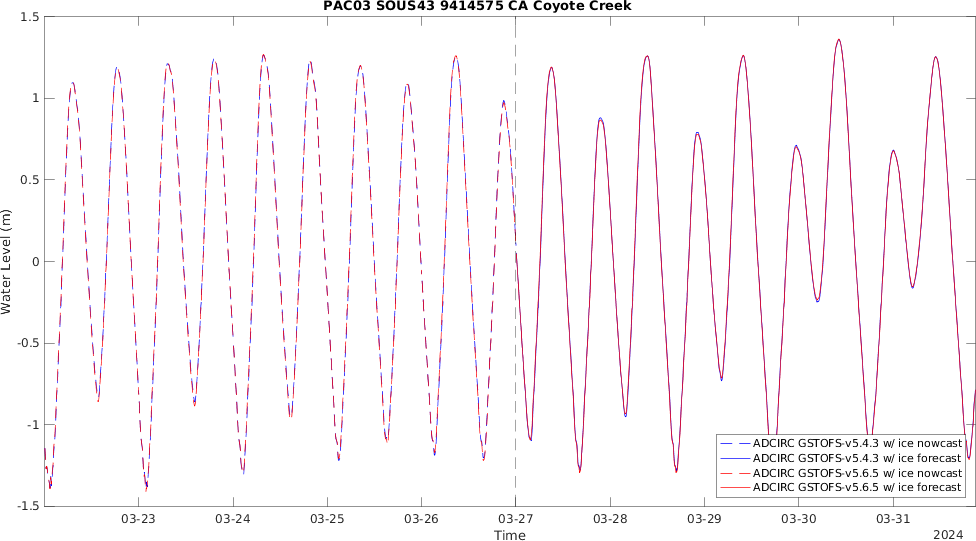 PAC03 SOUS43 9414575 CA Coyote Creek
Water Level (m)
1.5
1
0.5
0
-0.5
-1
-1.5
ADCIRC GSTOFS-v5.4.3 w/ ice nowcast
ADCIRC GSTOFS-v5.4.3 w/ ice forecast
ADCIRC GSTOFS-v5.6.5 w/ ice nowcast
ADCIRC GSTOFS-v5.6.5 w/ ice forecast
03-23 03-24 03-25 03-26 03-27 03-28 03-29 03-30 03-31
Time
2024